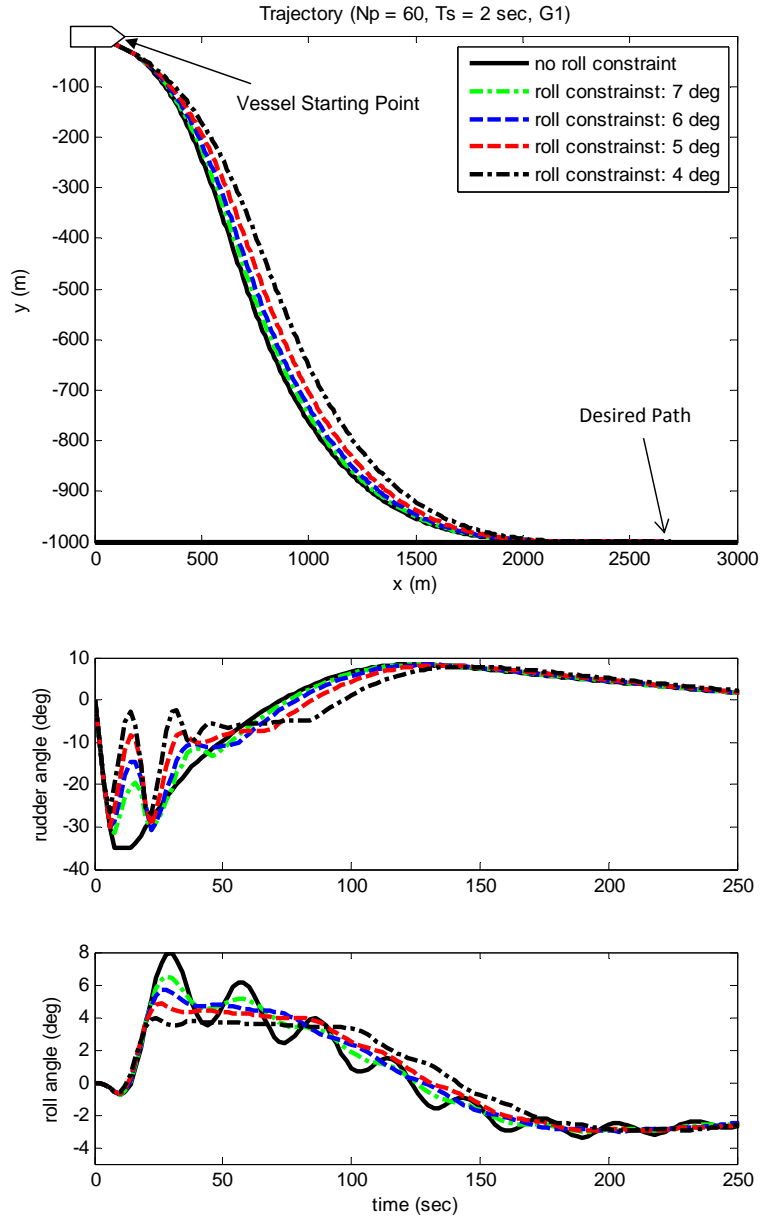 Trajectory (Np = 60, Ts = 2 sec, G1)
no roll constraint
roll constrainst: 7 deg
roll constrainst: 6 deg
roll constrainst: 5 deg
roll constrainst: 4 deg
Vessel Starting Point
Desired Path
-100
-200
-300
-400
-500
-600
-700
-800
-900
-1000
y (m)
0 500 1000 1500 2000 2500 3000
x (m)
10
0
-10
-20
-30
-40
rudder angle (deg)
0 50 100 150 200 250
8
6
4
2
0
-2
-4
roll angle (deg)
0 50 100 150 200 250
time (sec)